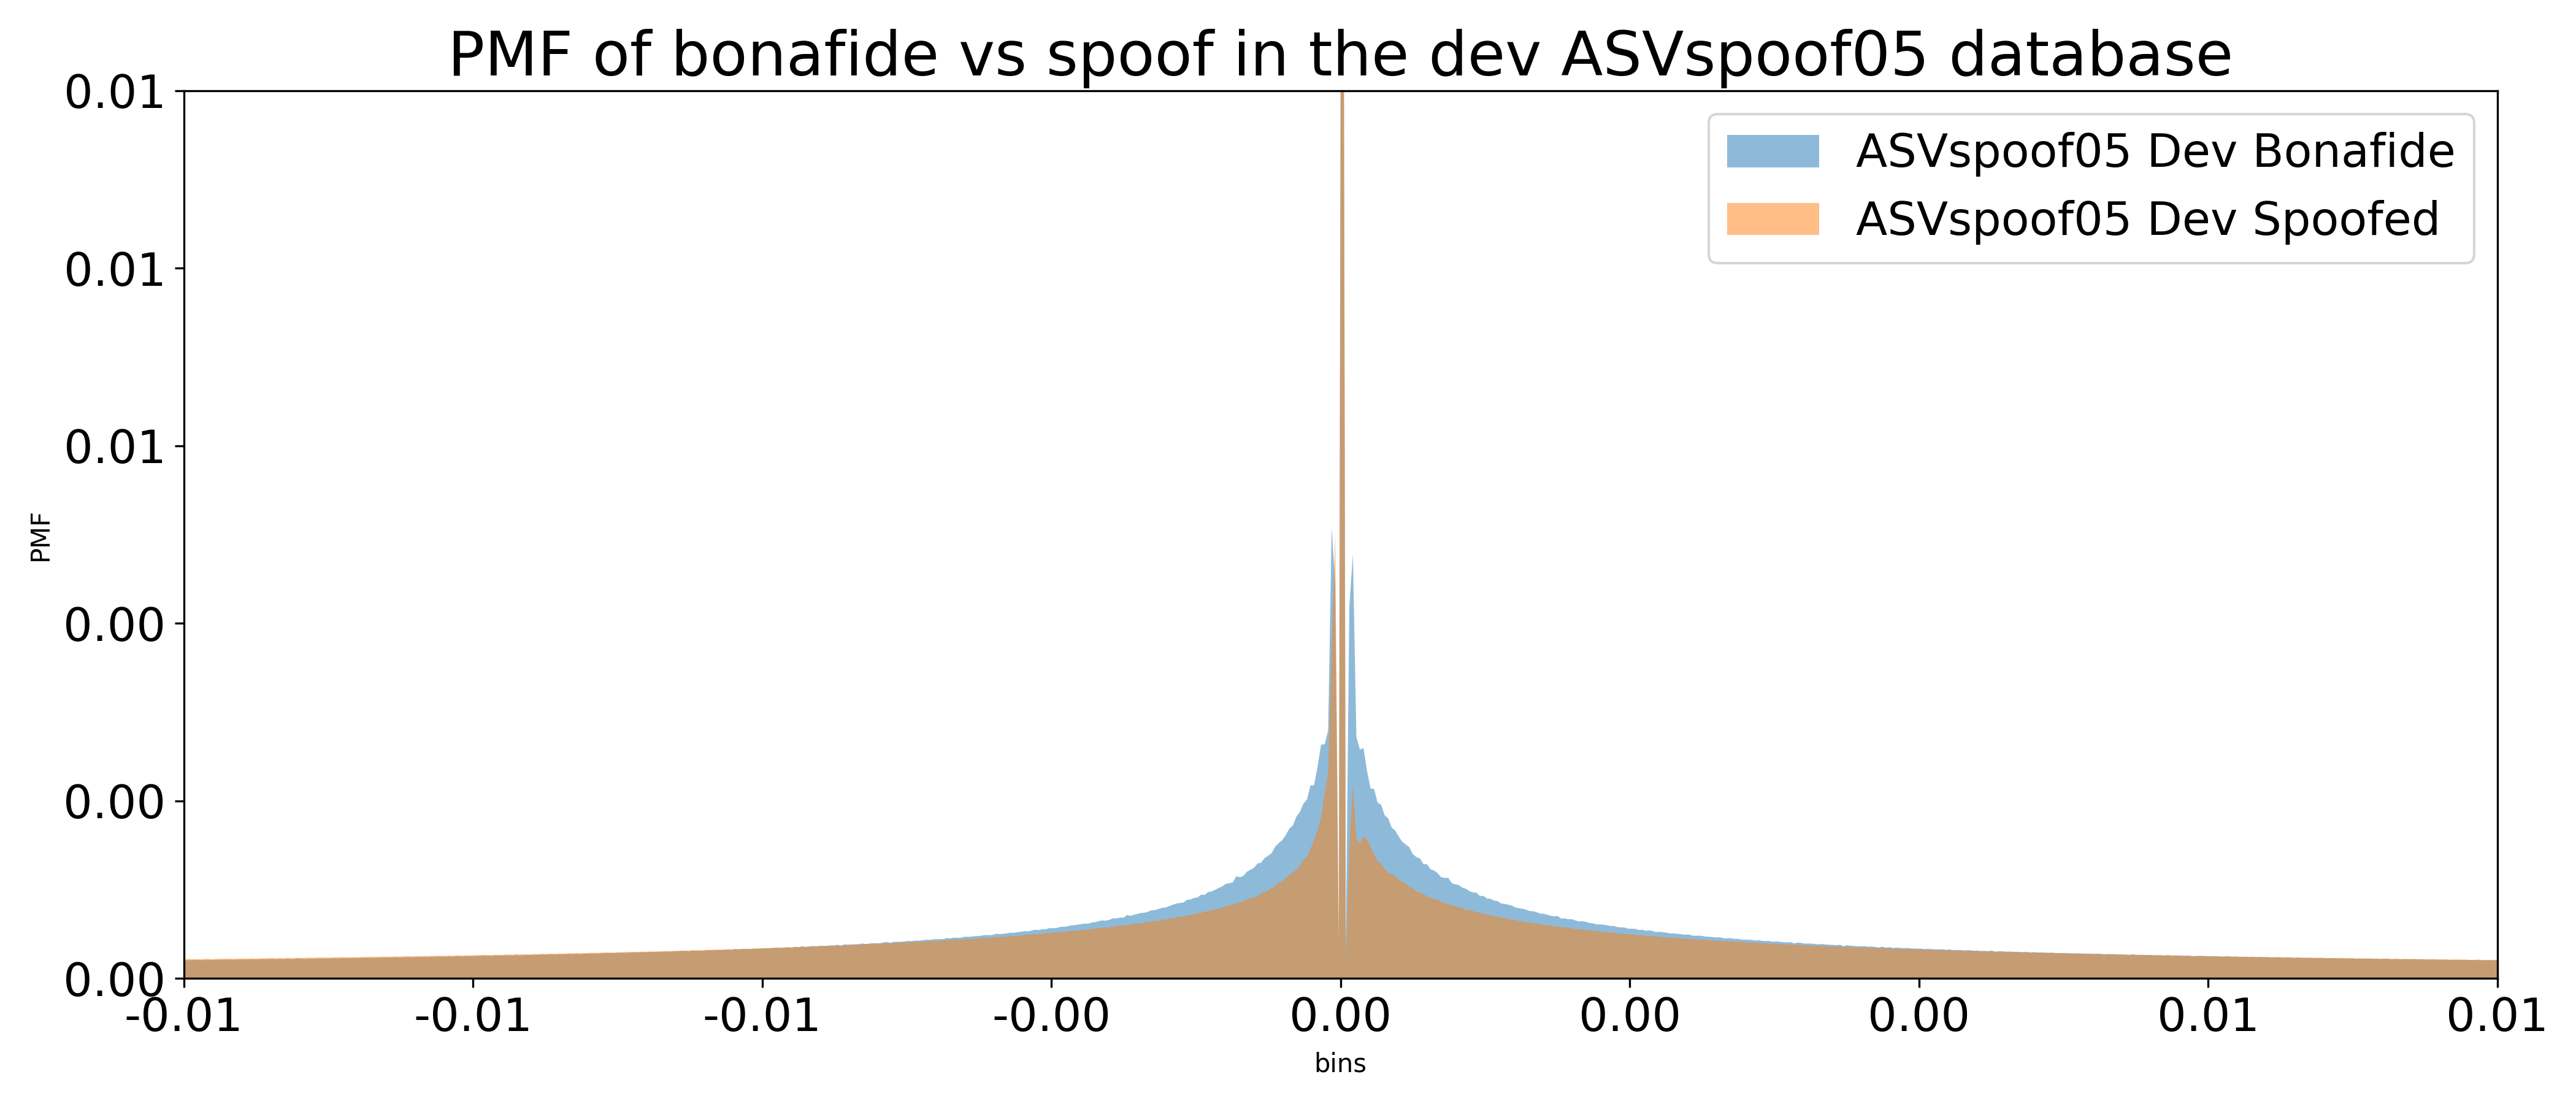 PMF of bonafide vs spoof in the dev ASVspoof05 database
ASVspoof05 Dev Bonafide
ASVspoof05 Dev Spoofed
0.01
0.01
0.01
0.00
0.00
0.00
PMF
-0.01 -0.01 -0.01 -0.00 0.00 0.00 0.00 0.01 0.01
bins